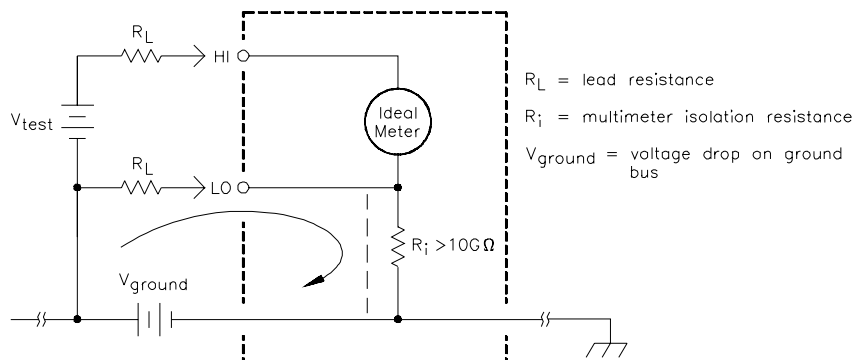 R_L
HI
V_test
Ideal
Meter
R_L
LO
R_i >10GΩ
V_ground
R_L = lead resistance
R_i = multimeter isolation resistance
V_ground = voltage drop on ground
bus